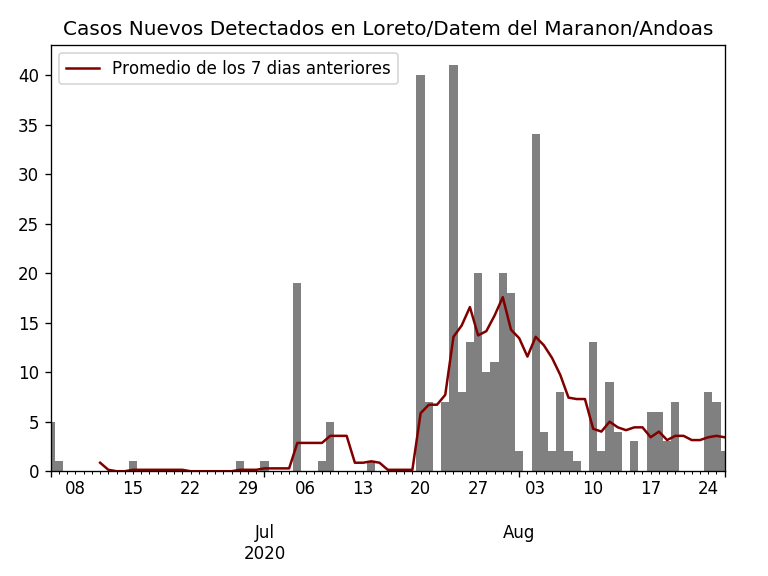 Casos Nuevos Detectados en Loreto/Datem del Maranon/Andoas
Promedio de los 7 dias anteriores
40
35
30
25
20
15
10
5
0
08 15 22 29 06 13 20 27 03 10 17 24
Jul Aug
2020